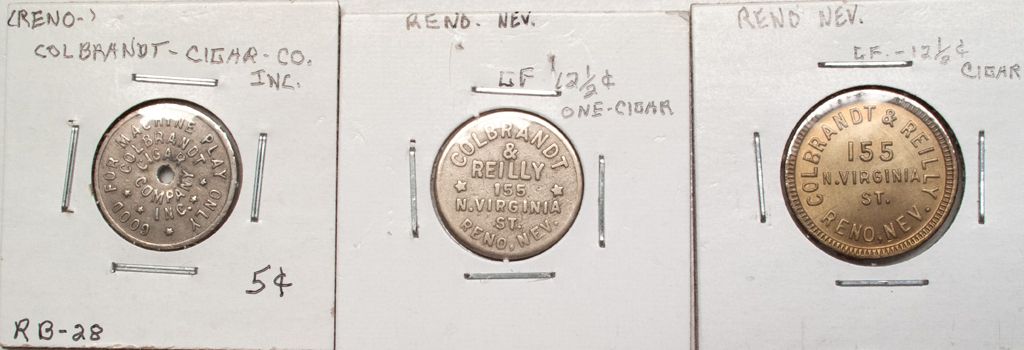 (RENO-)
COLBRANDT - CIGAR - CO.
INC.
GOOD FOR MACHINE PLAY ONLY
COLBRANDT
CIGAR
COMPANY
INC.
5¢
RB-28
RENO. NEV.
GF 12½¢
ONE-CIGAR
COLBRANDT
&
REILLY
155
N.VIRGINIA
ST.
RENO, NEV.
RENO NEV.
GF. - 12½¢
CIGAR
COLBRANDT & REILLY
155
N.VIRGINIA
ST.
RENO, NEV.